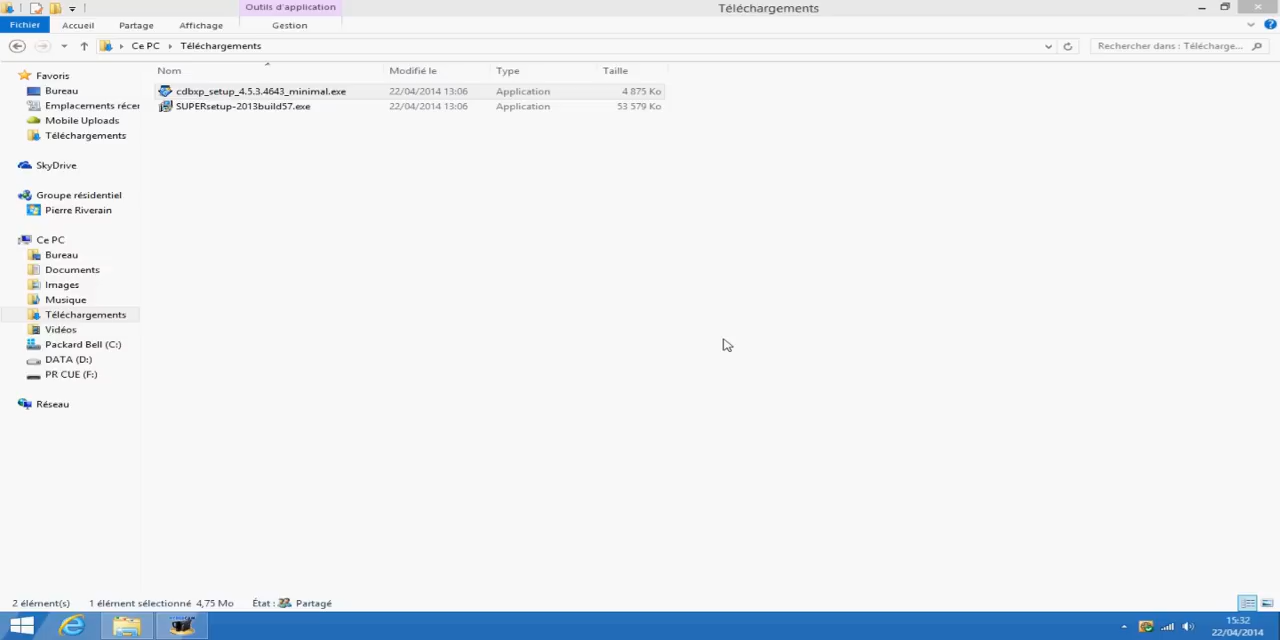 Outils d'application
Téléchargements
Fichier Accueil Partage Affichage Gestion
Ce PC Téléchargements
Rechercher dans : Télécharge...
Nom Modifié le Type Taille
cdbxp_setup_4.5.3.4643_minimal.exe 22/04/2014 13:06 Application 4 875 Ko
SUPERsetup-2013build57.exe 22/04/2014 13:06 Application 53 579 Ko
Favoris
Bureau
Emplacements récer
Mobile Uploads
Téléchargements
SkyDrive
Groupe résidentiel
Pierre Riverain
Ce PC
Bureau
Documents
Images
Musique
Téléchargements
Vidéos
Packard Bell (C:)
DATA (D:)
PR CUE (F:)
Réseau
2 élément(s) 1 élément sélectionné 4,75 Mo État : Partagé
15:32
22/04/2014